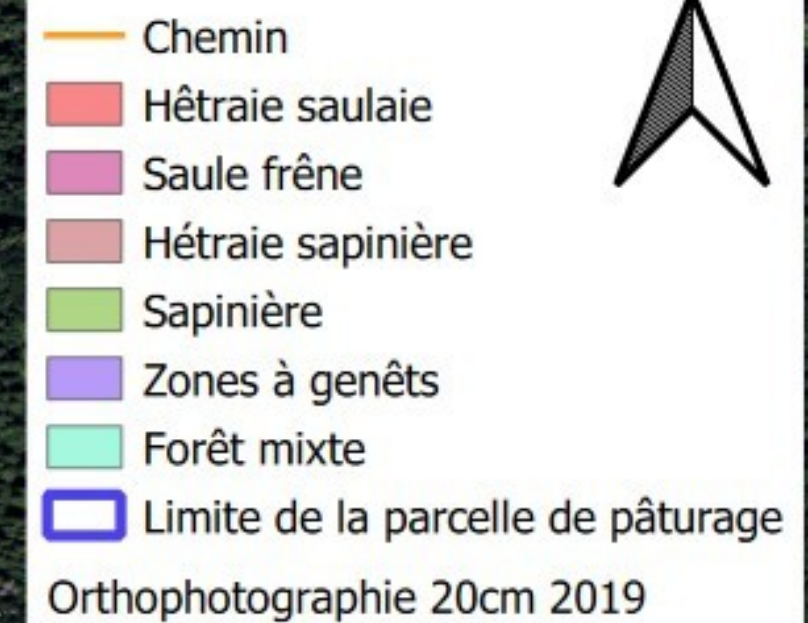 Chemin
Hêtraie saulaie
Saule frêne
Hétraie sapinière
Sapinière
Zones à genêts
Forêt mixte
Limite de la parcelle de pâturage
Orthophotographie 20cm 2019